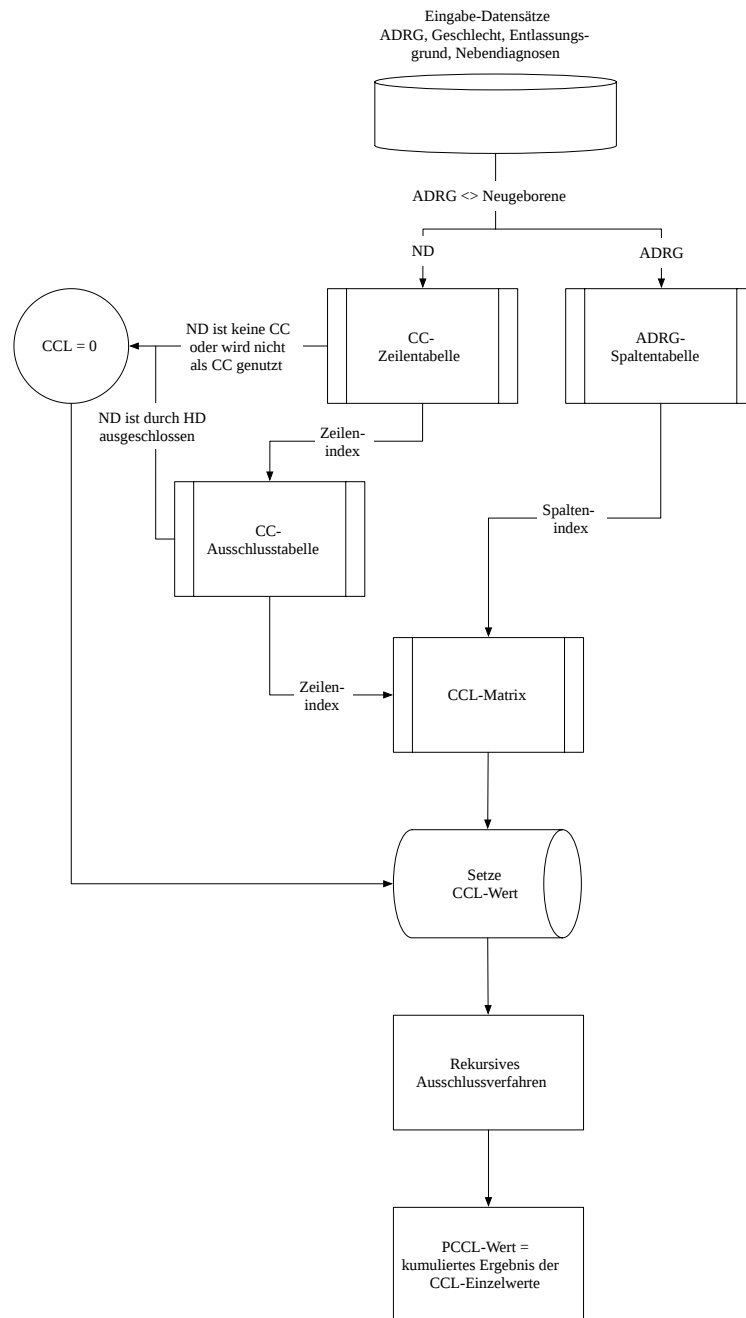 Eingabe-Datensätze
ADRG, Geschlecht, Entlassungs-
grund, Nebendiagnosen
ADRG <> Neugeborene
ND
ADRG
CCL = 0
ND ist keine CC
oder wird nicht
als CC genutzt
CC-
Zeilentabelle
ADRG-
Spaltentabelle
ND ist durch HD
ausgeschlossen
Zeilen-
index
CC-
Ausschlusstabelle
Spalten-
index
Zeilen-
index
CCL-Matrix
Setze
CCL-Wert
Rekursives
Ausschlussverfahren
PCCL-Wert =
kumuliertes Ergebnis der
CCL-Einzelwerte